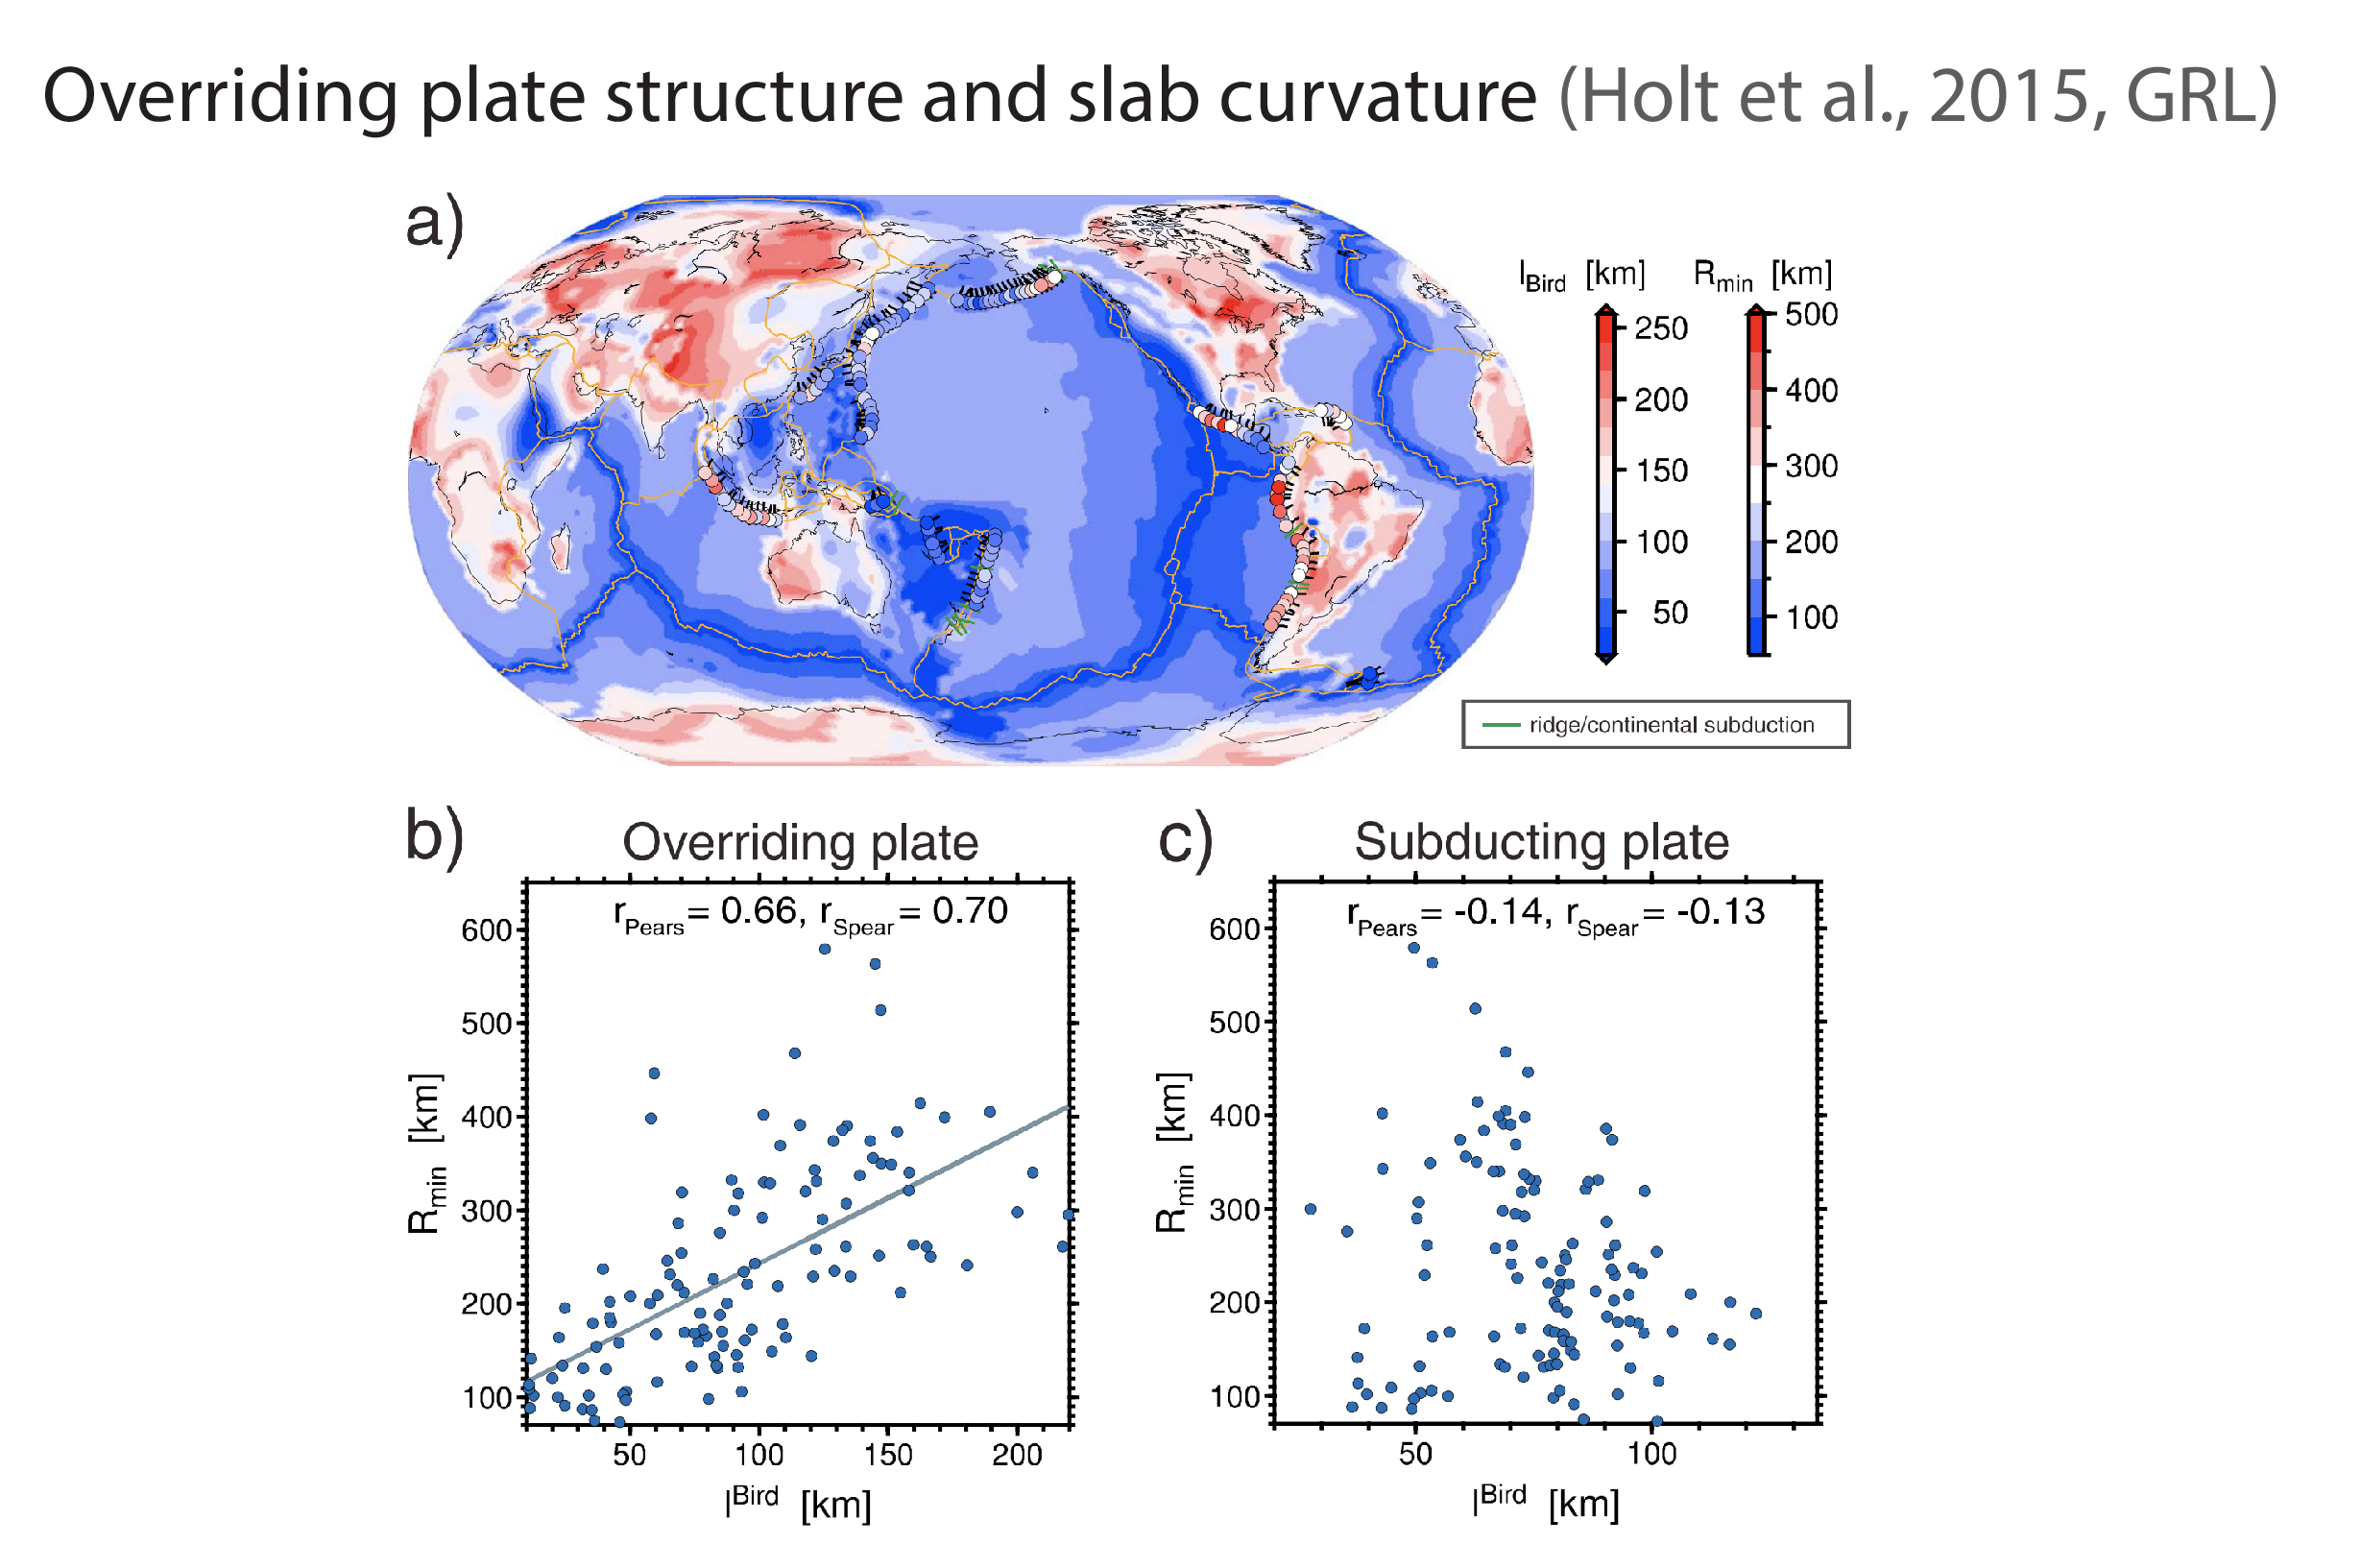 Overriding plate structure and slab curvature (Holt et al., 2015, GRL)
a)
lBird [km] Rmin [km]
250
200
150
100
50
500
400
300
200
100
ridge/continental subduction
b) Overriding plate
rPears= 0.66, rSpear= 0.70
600
500
400
300
200
100
Rmin [km]
50 100 150 200
lBird [km]
c) Subducting plate
rPears= -0.14, rSpear= -0.13
600
500
400
300
200
100
Rmin [km]
50 100
lBird [km]